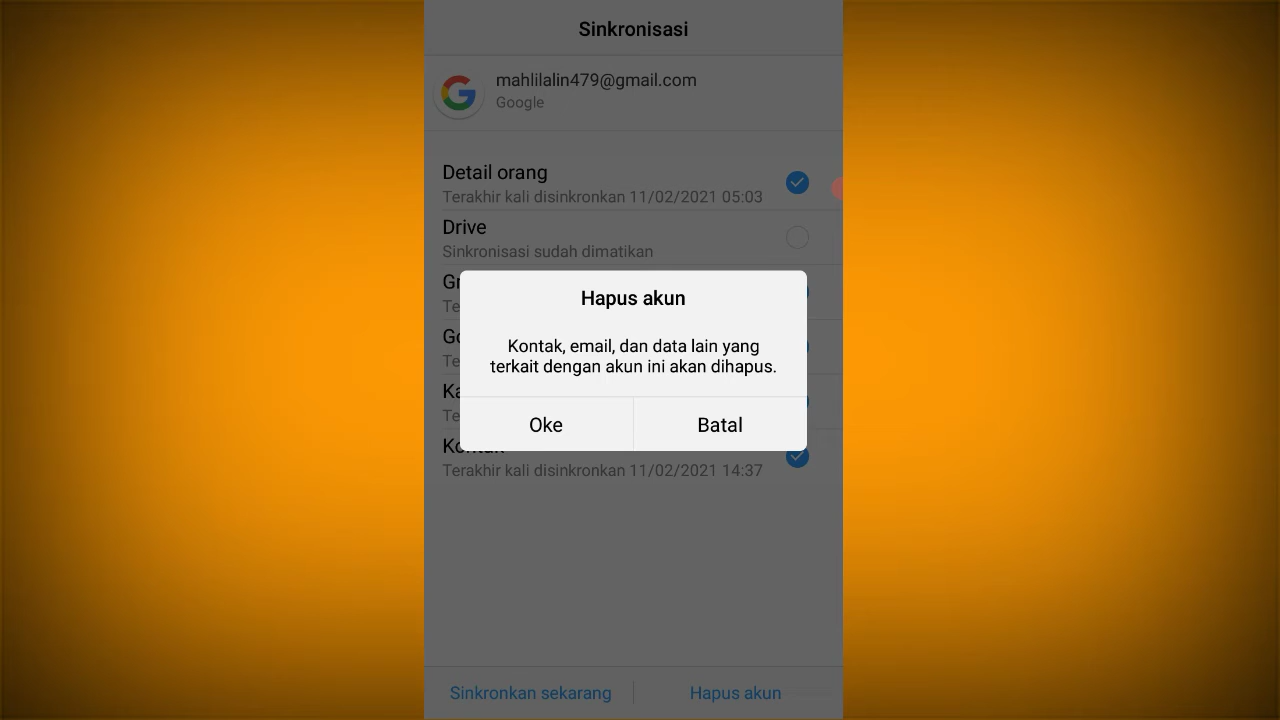 Sinkronisasi
mahlilalin479@gmail.com
Google
Detail orang
Terakhir kali disinkronkan 11/02/2021 05:03
Drive
Sinkronisasi sudah dimatikan
Hapus akun
Kontak, email, dan data lain yang
terkait dengan akun ini akan dihapus.
Oke
Batal
Terakhir kali disinkronkan 11/02/2021 14:37
Sinkronkan sekarang
Hapus akun